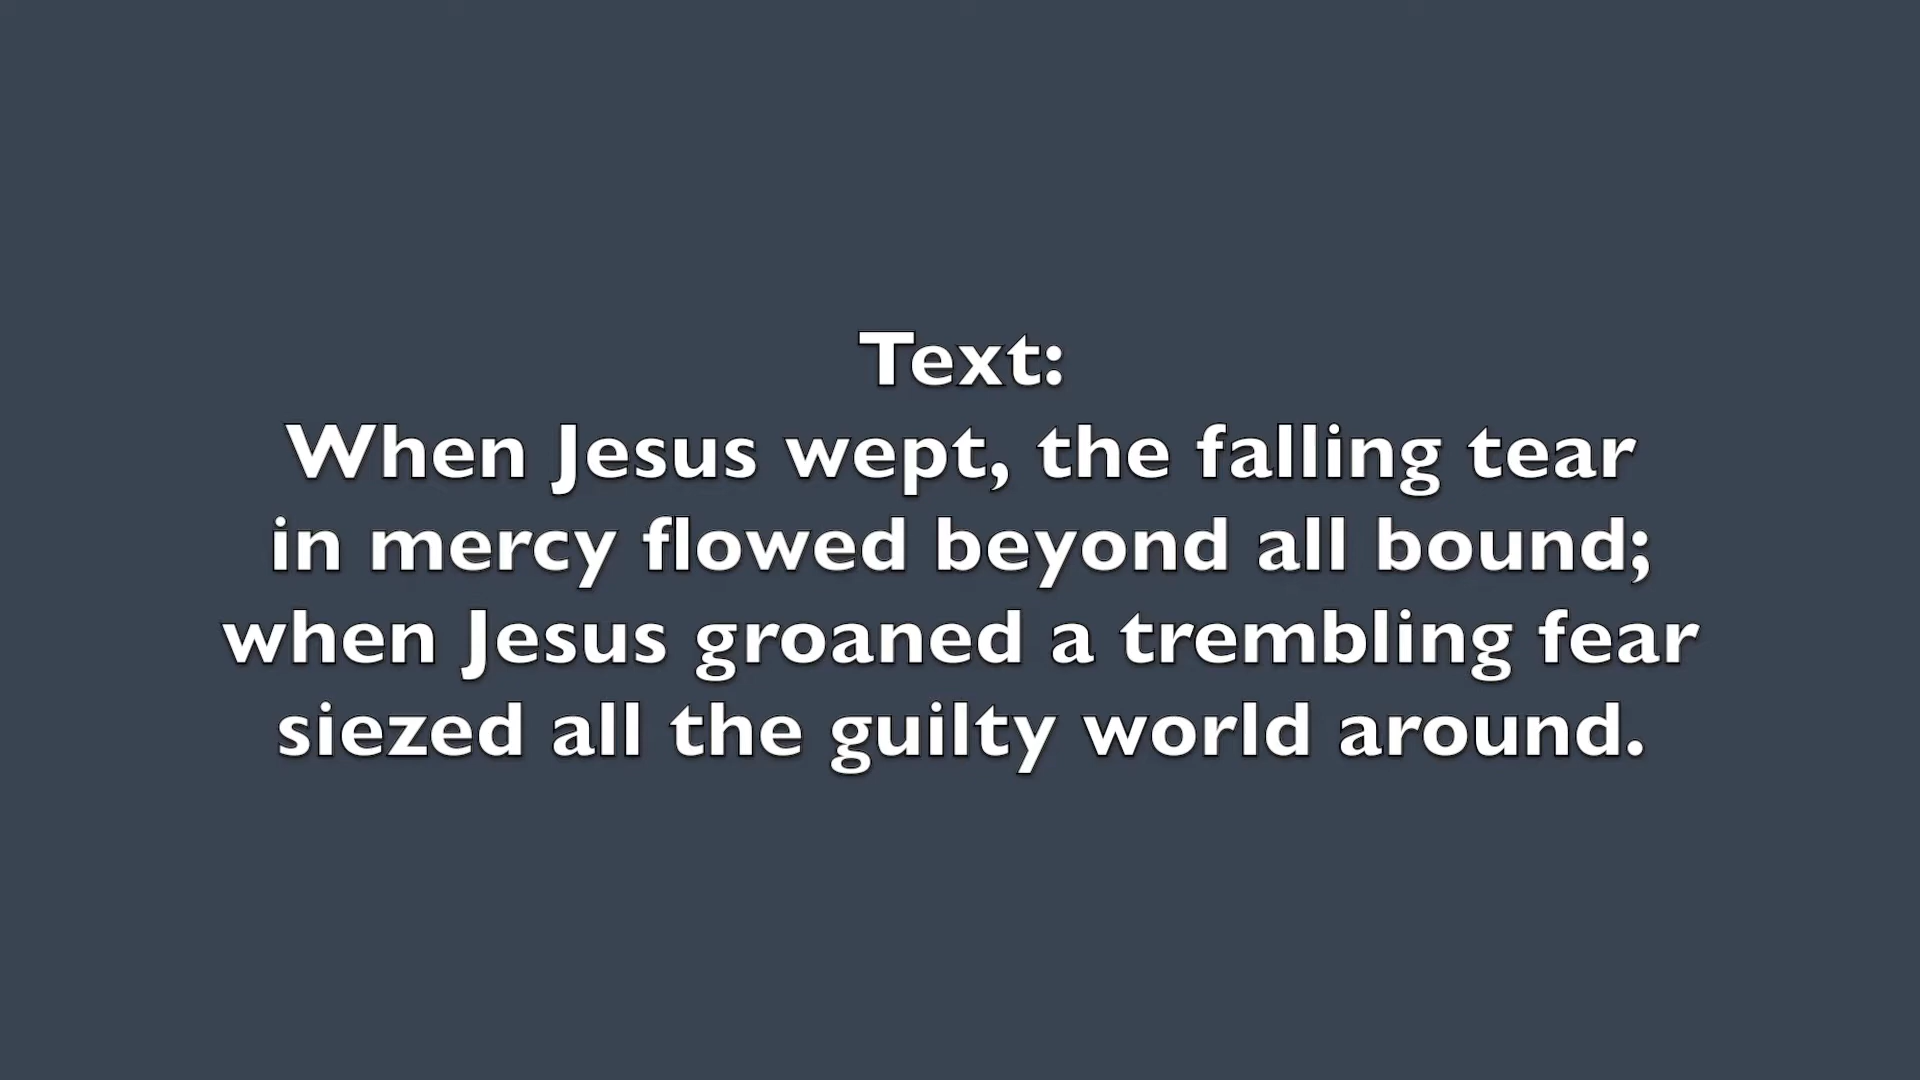 Text:
When Jesus wept, the falling tear
in mercy flowed beyond all bound;
when Jesus groaned a trembling fear
siezed all the guilty world around.